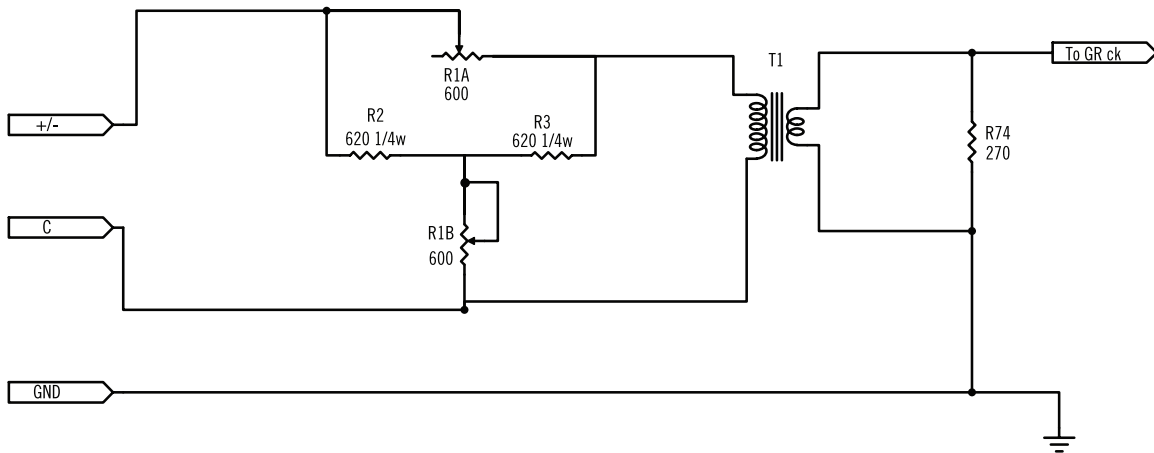 T1
To GR ck
R1A
600
R2
620 1/4w
R3
620 1/4w
+/-
R74
270
C
R1B
600
GND